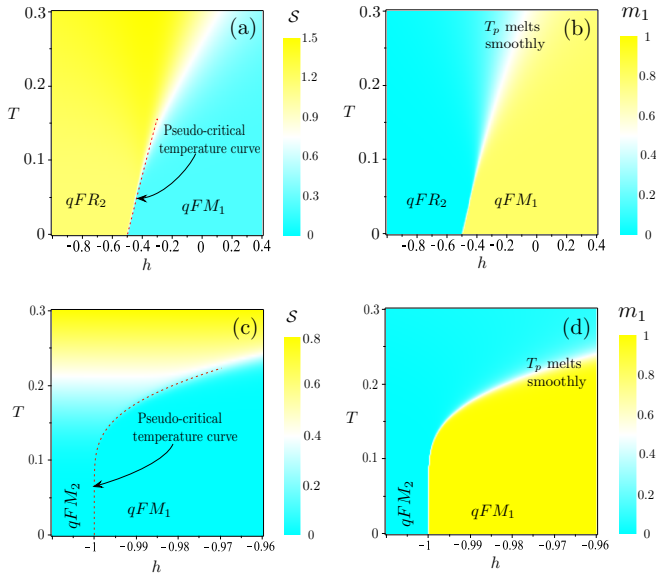 (a)
S
0.3
0.2
0.1
0
T
Pseudo-critical
temperature curve
qFR2
qFM1
-0.8 -0.6 -0.4 -0.2 0 0.2 0.4
h
1.5
1.2
0.9
0.6
0.3
0
(b)
m1
Tp melts
smoothly
0.3
0.2
0.1
0
T
qFR2
qFM1
-0.8 -0.6 -0.4 -0.2 0 0.2 0.4
h
1
0.8
0.6
0.4
0.2
0
(c)
S
0.3
0.2
0.1
0
T
Pseudo-critical
temperature curve
qFM2
qFM1
-1 -0.99 -0.98 -0.97 -0.96
h
0.8
0.6
0.4
0.2
0
(d)
m1
Tp melts
smoothly
0.3
0.2
0.1
0
T
qFM2
qFM1
-1 -0.99 -0.98 -0.97 -0.96
h
1
0.8
0.6
0.4
0.2
0